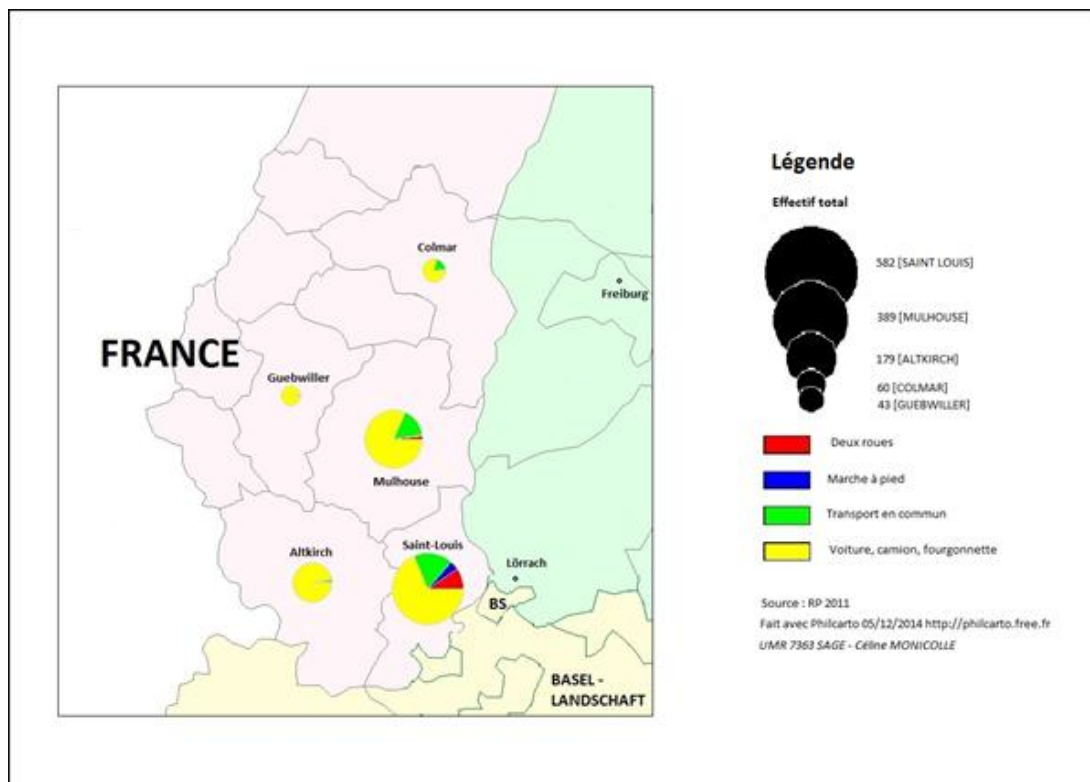 Colmar
Freiburg
FRANCE
Guebwiller
Mulhouse
Altkirch
Saint-Louis
Lörrach
BS
BASEL -
LANDSCHAFT
Légende
Effectif total
582 [SAINT LOUIS]
389 [MULHOUSE]
179 [ALTKIRCH]
60 [COLMAR]
43 [GUEBWILLER]
Deux roues
Marche à pied
Transport en commun
Voiture, camion, fourgonnette
Source : RP 2011
Fait avec Philcarto 05/12/2014 http://philcarto.free.fr
UMR 7363 SAGE - Céline MONICOLLE